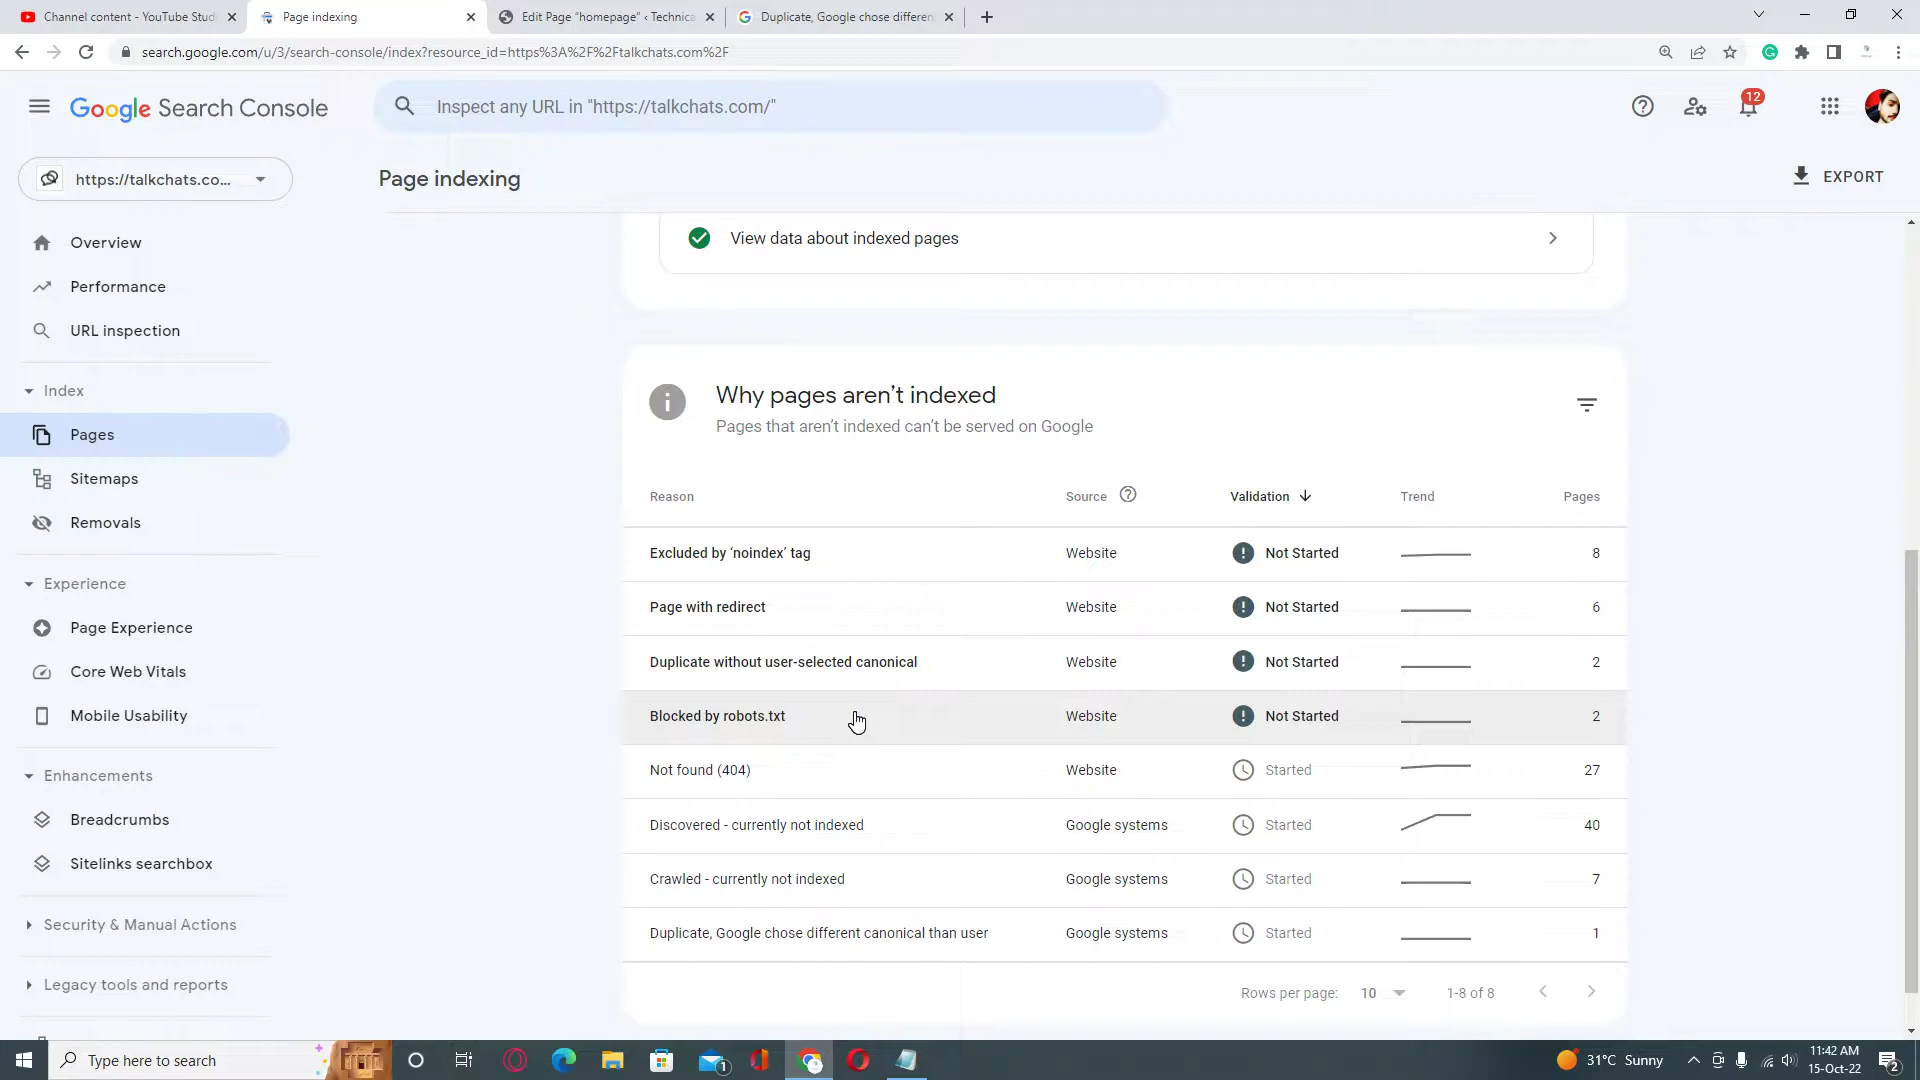 Channel content - YouTube Stud
Page indexing
Edit Page “homepage” ‹ Technica
Duplicate, Google chose differen
search.google.com/u/3/search-console/index?resource_id=https%3A%2F%2Ftalkchats.com%2F
Google Search Console
Inspect any URL in "https://talkchats.com/"
12
https://talkchats.co...
Page indexing
EXPORT
Overview
Performance
URL inspection
Index
Pages
Sitemaps
Removals
Experience
Page Experience
Core Web Vitals
Mobile Usability
Enhancements
Breadcrumbs
Sitelinks searchbox
Security & Manual Actions
Legacy tools and reports
View data about indexed pages
Why pages aren’t indexed
Pages that aren’t indexed can’t be served on Google
Reason Source Validation Trend Pages
Excluded by ‘noindex’ tag Website Not Started 8
Page with redirect Website Not Started 6
Duplicate without user-selected canonical Website Not Started 2
Blocked by robots.txt Website Not Started 2
Not found (404) Website Started 27
Discovered - currently not indexed Google systems Started 40
Crawled - currently not indexed Google systems Started 7
Duplicate, Google chose different canonical than user Google systems Started 1
Rows per page: 10 1-8 of 8
Type here to search
1
31°C Sunny
11:42 AM
15-Oct-22
2